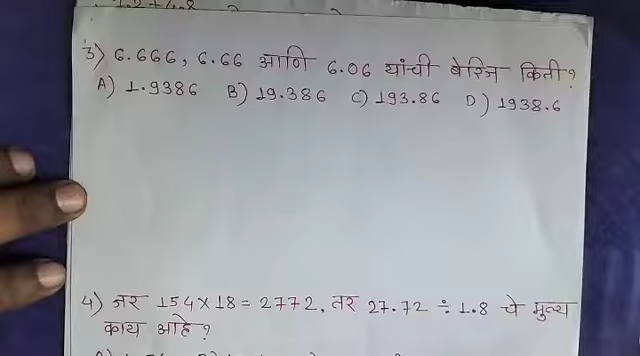 3) 6.666, 6.66 आणि 6.06 यांची बेरिज किती?
A) 1.9386 B) 19.386 C) 193.86 D) 1938.6
4) जर 154×18=2772, तर 27.72 ÷ 1.8 चे मुल्य
काय आहे?